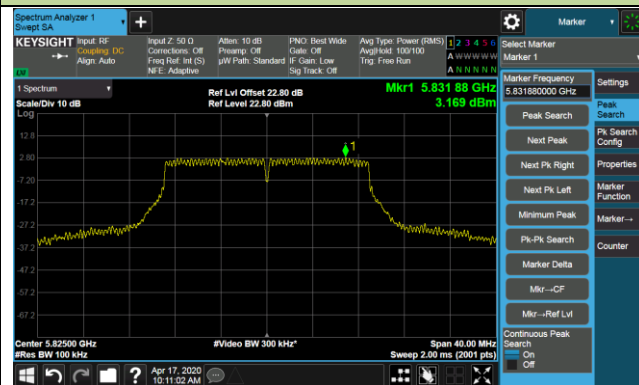 Spectrum Analyzer 1
Swept SA
+
Marker
KEYSIGHT
Input: RF
Coupling: DC
Align: Auto
Input Z: 50 Ω
Corrections: Off
Freq Ref: Int (S)
NFE: Adaptive
Atten: 10 dB
Preamp: Off
µW Path: Standard
PNO: Best Wide
Gate: Off
IF Gain: Low
Sig Track: Off
Avg Type: Power (RMS)
Avg|Hold: 100/100
Trig: Free Run
1 2 3 4 5 6
A W W W W W
A N N N N N
LXI
Select Marker
Marker 1
1 Spectrum
Scale/Div 10 dB
Log
Ref Lvl Offset 22.80 dB
Ref Level 22.80 dBm
Mkr1 5.831 88 GHz
3.169 dBm
1
12.8
2.80
-7.20
-17.2
-27.2
-37.2
-47.2
-57.2
-67.2
Center 5.82500 GHz
#Res BW 100 kHz
#Video BW 300 kHz*
Span 40.00 MHz
Sweep 2.00 ms (2001 pts)
Marker Frequency
5.831880000 GHz
Peak Search
Next Peak
Next Pk Right
Next Pk Left
Minimum Peak
Pk-Pk Search
Marker Delta
Mkr→CF
Mkr→Ref Lvl
Continuous Peak
Search
On
Off
Settings
Peak
Search
Pk Search
Config
Properties
Marker
Function
Marker→
Counter
?
Apr 17, 2020
10:11:02 AM